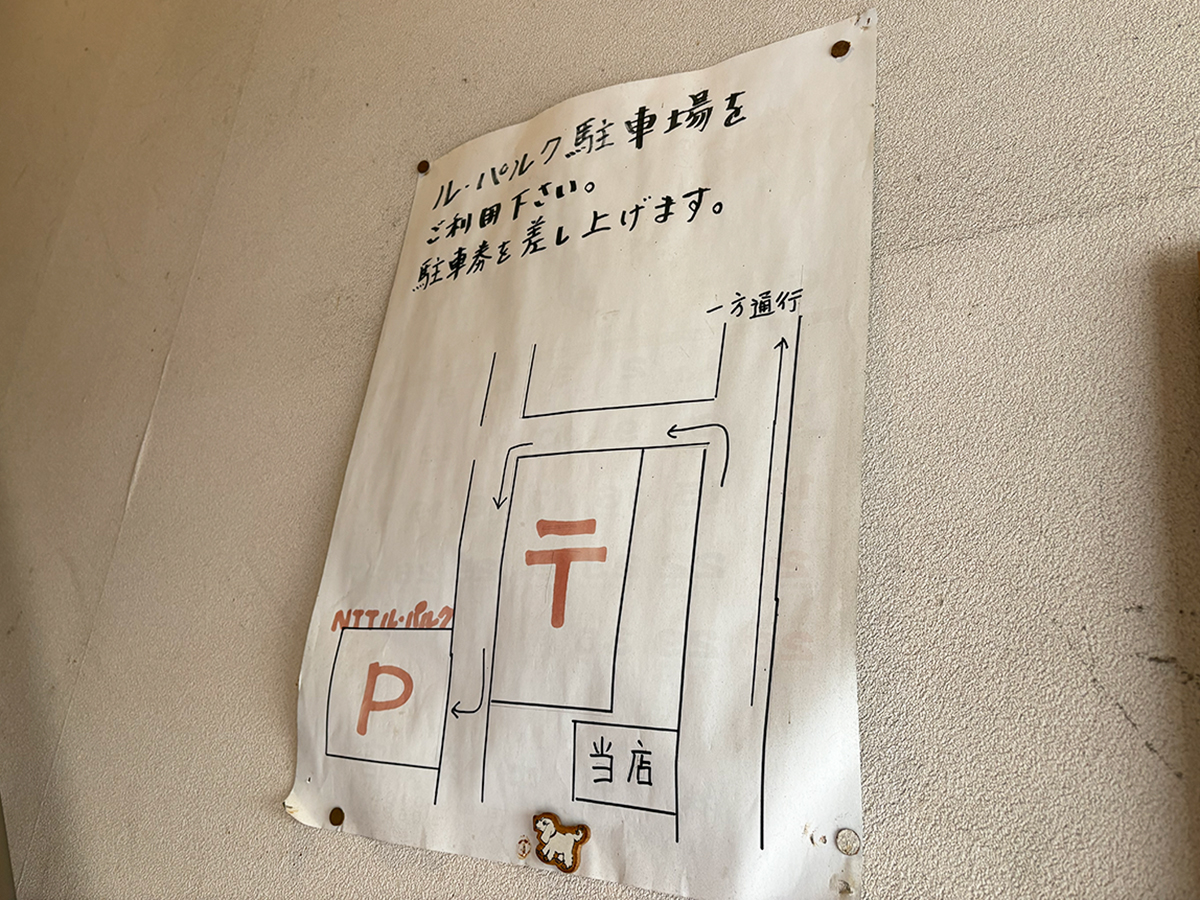 ル・パルク駐車場を
ご利用下さい。
駐車券を差し上げます。
一方通行
〒
NTTル・パルク
P
当店